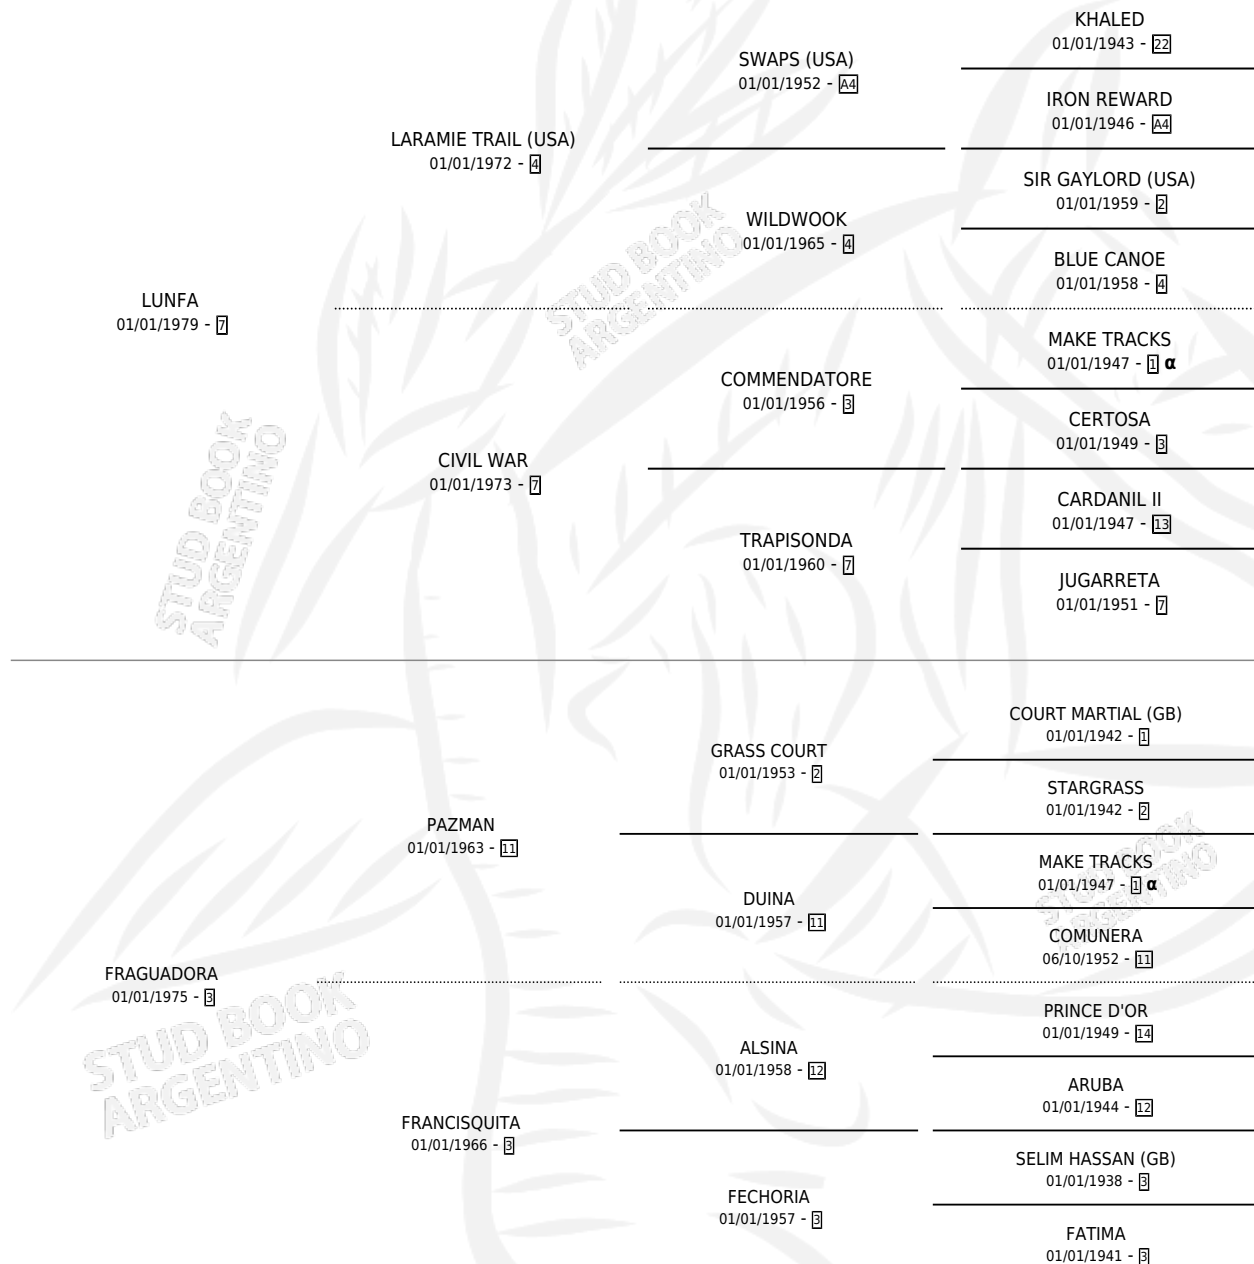 KHALED
01/01/1943 - 22
SWAPS (USA)
01/01/1952 - A4
IRON REWARD
01/01/1946 - A4
LARAMIE TRAIL (USA)
01/01/1972 - 4
SIR GAYLORD (USA)
01/01/1959 - 2
WILDWOOK
01/01/1965 - 4
BLUE CANOE
01/01/1958 - 4
LUNFA
01/01/1979 - 7
MAKE TRACKS
01/01/1947 - 1 α
COMMENDATORE
01/01/1956 - 3
CERTOSA
01/01/1949 - 3
CIVIL WAR
01/01/1973 - 7
CARDANIL II
01/01/1947 - 13
TRAPISONDA
01/01/1960 - 7
JUGARRETA
01/01/1951 - 7
COURT MARTIAL (GB)
01/01/1942 - 1
GRASS COURT
01/01/1953 - 2
STARGRASS
01/01/1942 - 2
PAZMAN
01/01/1963 - 11
MAKE TRACKS
01/01/1947 - 1 α
DUINA
01/01/1957 - 11
COMUNERA
06/10/1952 - 11
FRAGUADORA
01/01/1975 - 3
PRINCE D'OR
01/01/1949 - 14
ALSINA
01/01/1958 - 12
ARUBA
01/01/1944 - 12
FRANCISQUITA
01/01/1966 - 3
SELIM HASSAN (GB)
01/01/1938 - 3
FECHORIA
01/01/1957 - 3
FATIMA
01/01/1941 - 3
STUD BOOK
ARGENTINO
STUD BOOK
ARGENTINO
STUD BOOK
ARGENTINO
STUD BOOK
ARGENTINO